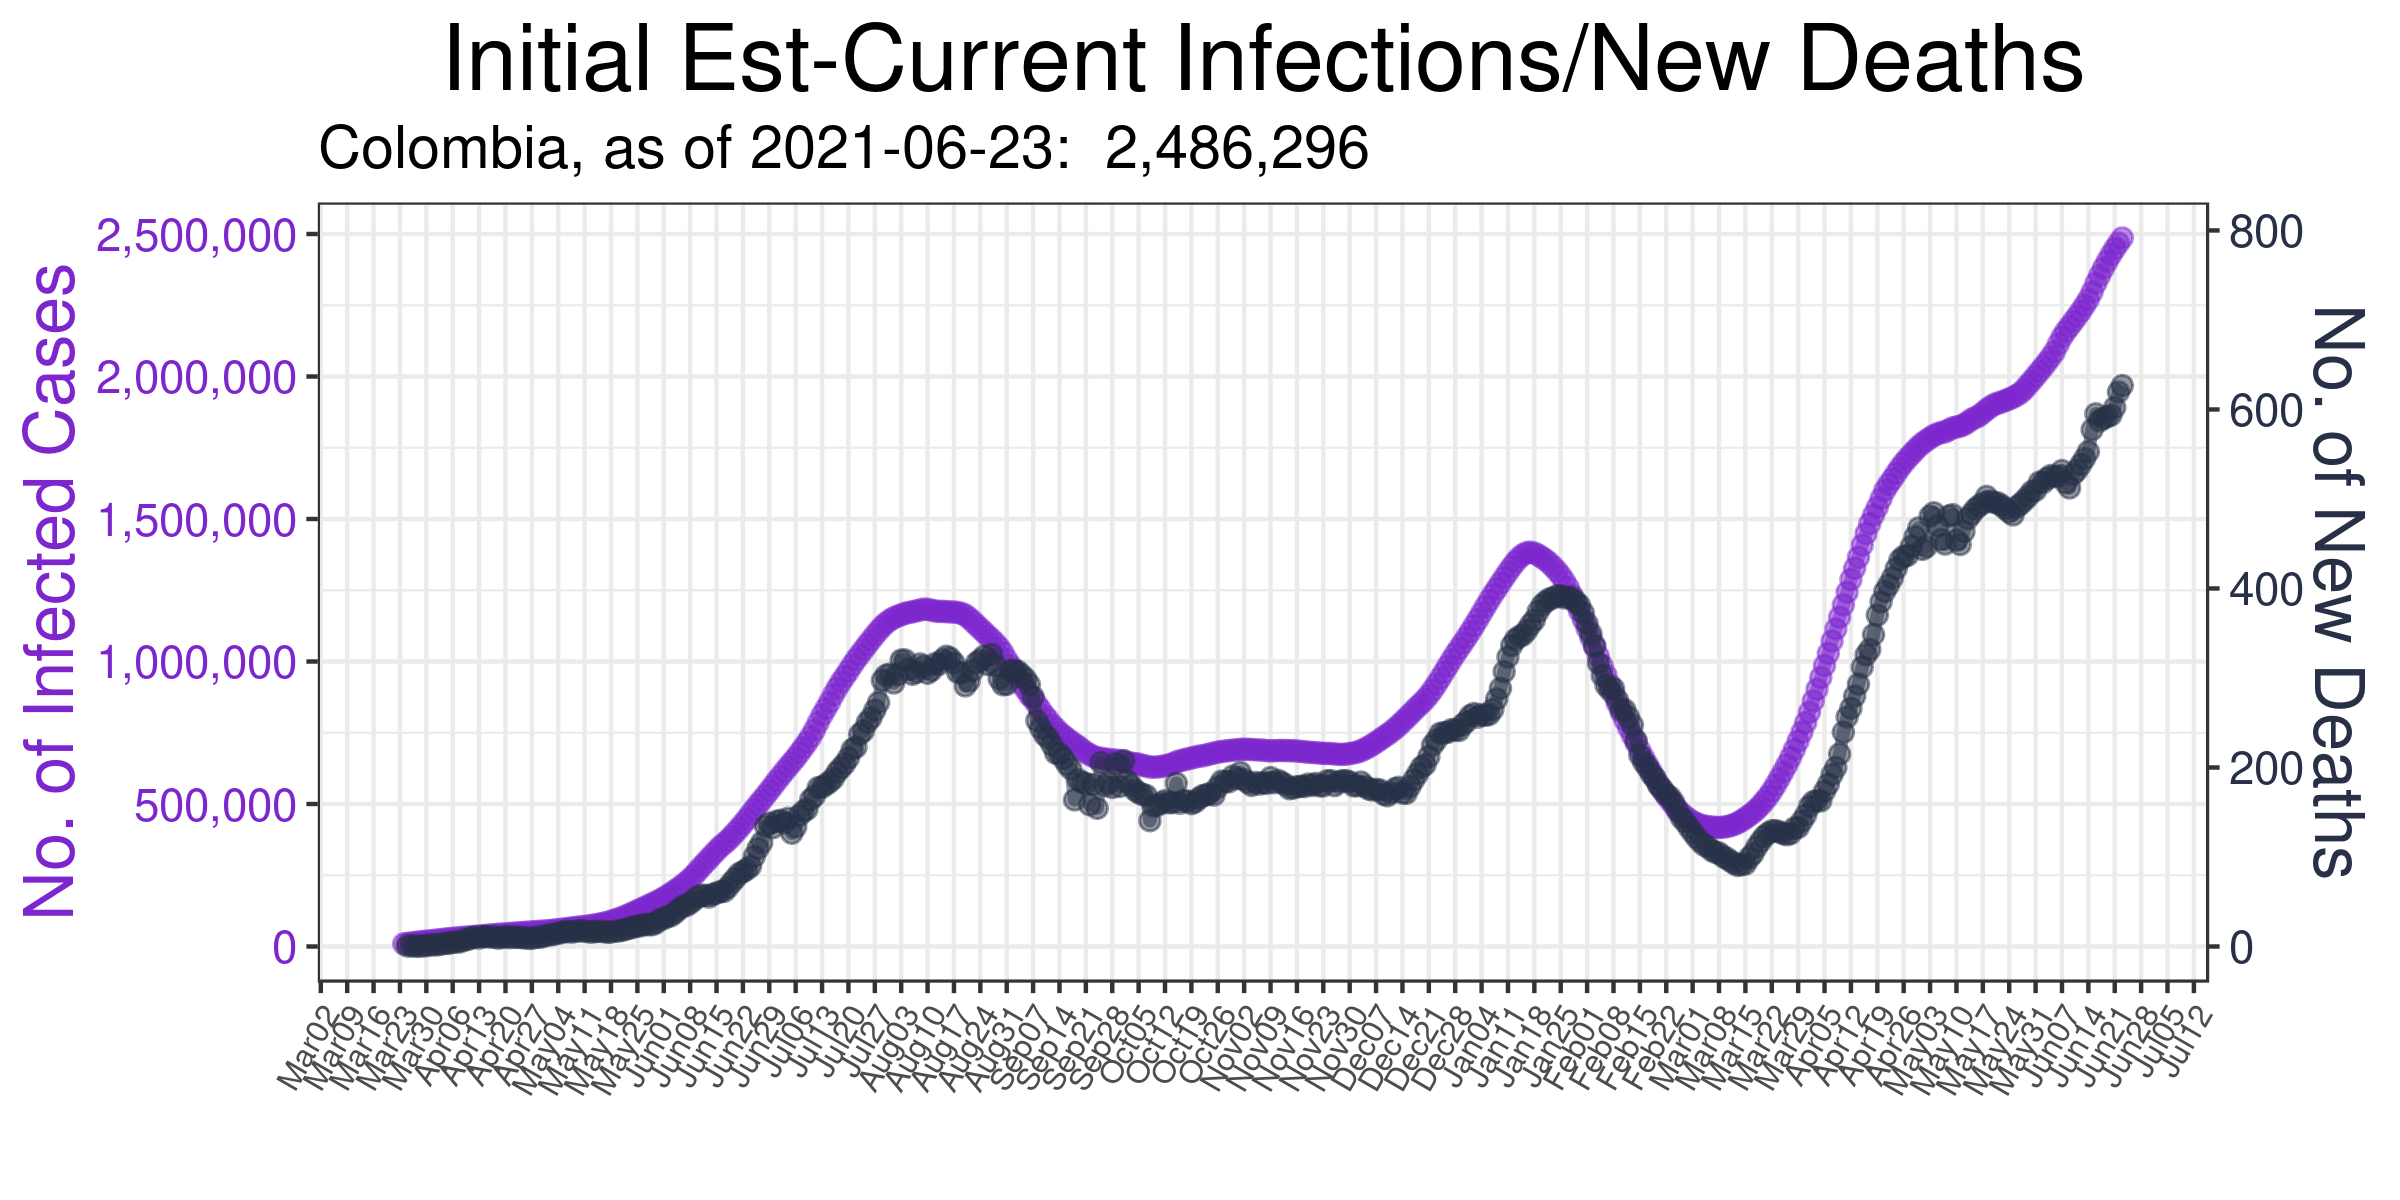 Initial Est-Current Infections/New Deaths
Colombia, as of 2021-06-23:  2,486,296
No. of Infected Cases
2,500,000
2,000,000
1,500,000
1,000,000
500,000
0
800
600
400
200
0
No. of New Deaths
Mar02
Mar09
Mar16
Mar23
Mar30
Apr06
Apr13
Apr20
Apr27
May04
May11
May18
May25
Jun01
Jun08
Jun15
Jun22
Jun29
Jul06
Jul13
Jul20
Jul27
Aug03
Aug10
Aug17
Aug24
Aug31
Sep07
Sep14
Sep21
Sep28
Oct05
Oct12
Oct19
Oct26
Nov02
Nov09
Nov16
Nov23
Nov30
Dec07
Dec14
Dec21
Dec28
Jan04
Jan11
Jan18
Jan25
Feb01
Feb08
Feb15
Feb22
Mar01
Mar08
Mar15
Mar22
Mar29
Apr05
Apr12
Apr19
Apr26
May03
May10
May17
May24
May31
Jun07
Jun14
Jun21
Jun28
Jul05
Jul12